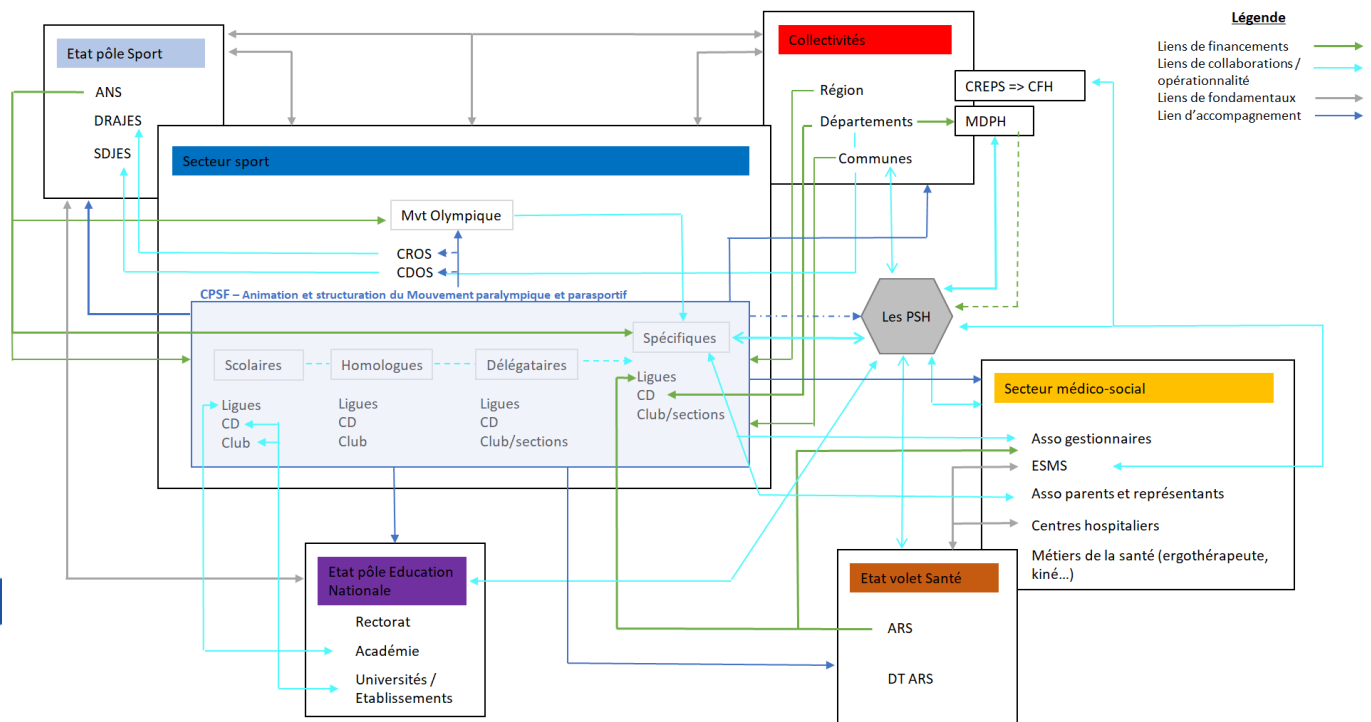 Légende
Liens de financements
Liens de collaborations /
opérationnalité
Liens de fondamentaux
Lien d'accompagnement
Etat pôle Sport
ANS
DRAJES
SDJES
Collectivités
Région
Départements
Communes
CREPS => CFH
MDPH
Secteur sport
Mvt Olympique
CROS
CDOS
CPSF – Animation et structuration du Mouvement paralympique et parasportif
Scolaires
Ligues
CD
Club
Homologues
Ligues
CD
Club
Délégataires
Ligues
CD
Club/sections
Spécifiques
Ligues
CD
Club/sections
Les PSH
Secteur médico-social
Asso gestionnaires
ESMS
Asso parents et représentants
Centres hospitaliers
Métiers de la santé (ergothérapeute,
kiné…)
Etat pôle Education
Nationale
Rectorat
Académie
Universités /
Etablissements
Etat volet Santé
ARS
DT ARS